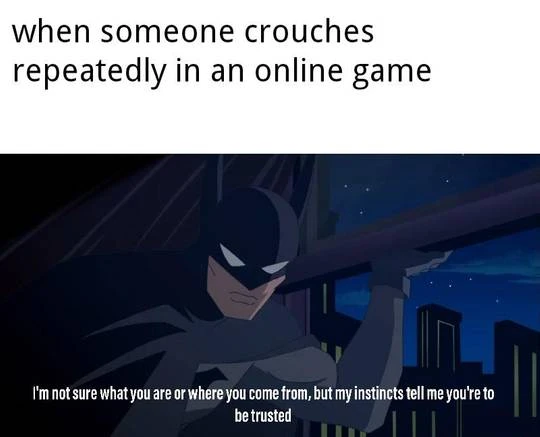 when someone crouches
repeatedly in an online game
I'm not sure what you are or where you come from, but my instincts tell me you're to
be trusted